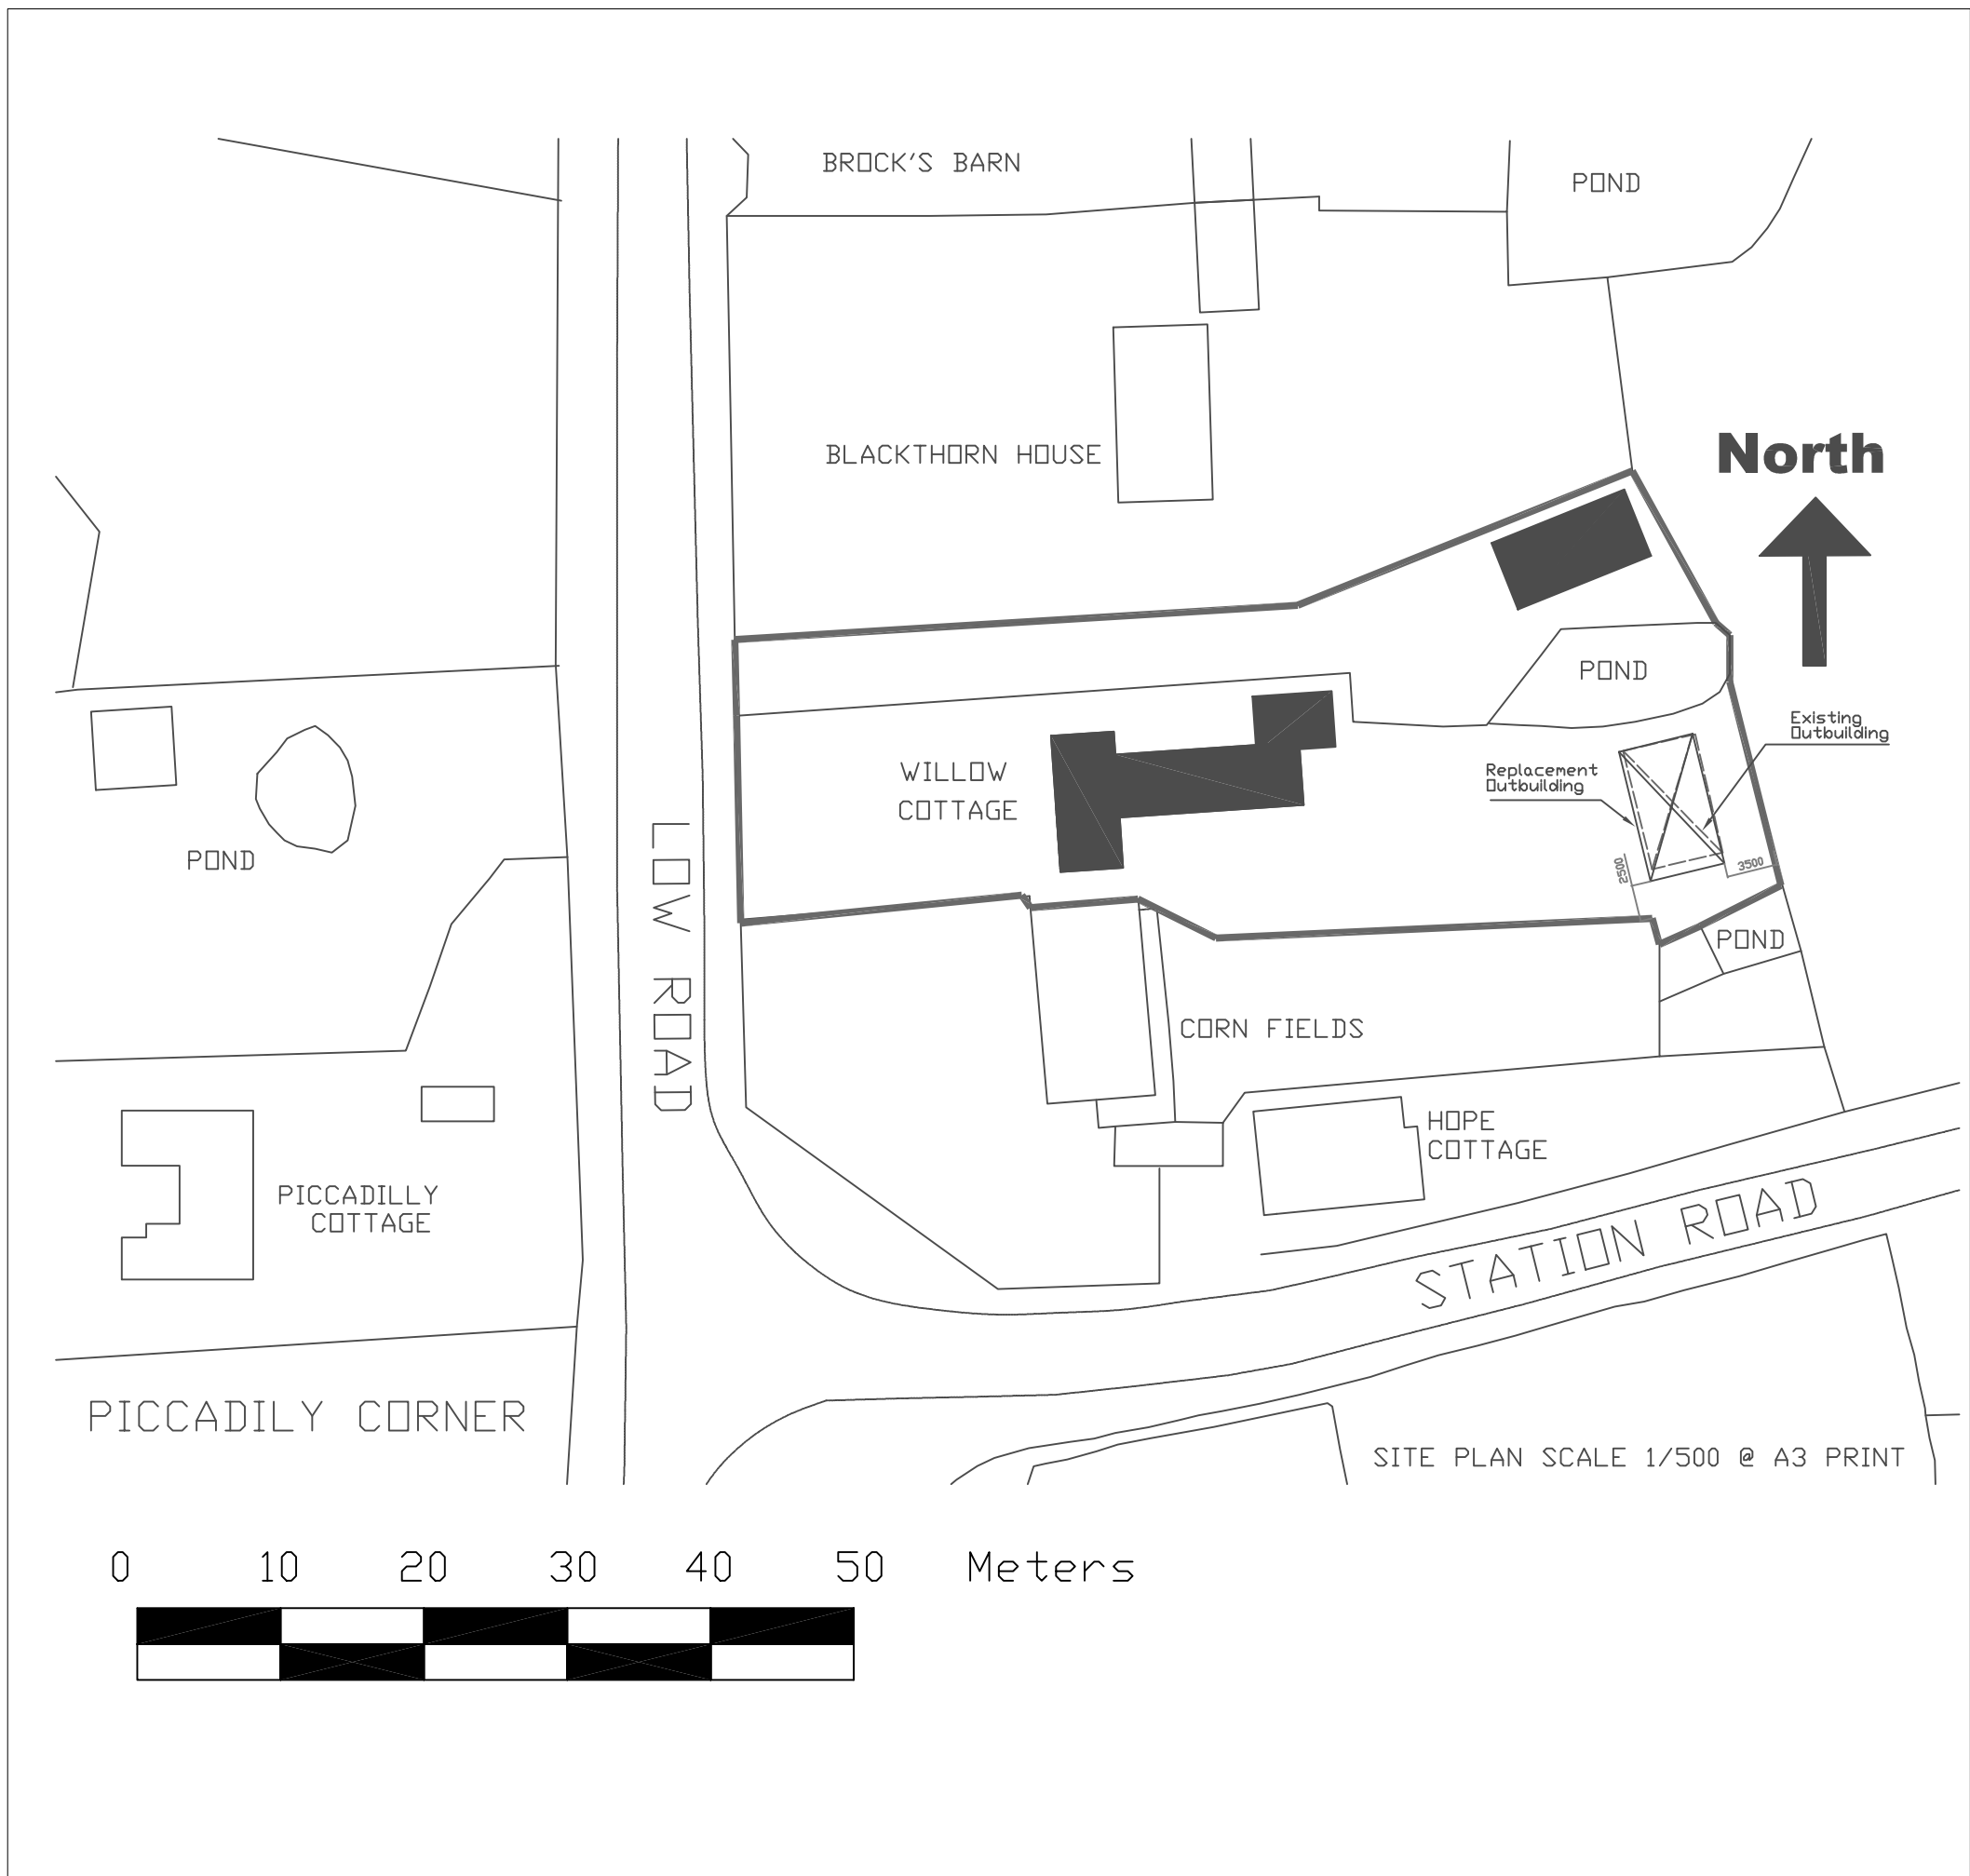 BROCK'S BARN
POND
BLACKTHORN HOUSE
North
POND
Existing
Outbuilding
WILLOW
COTTAGE
Replacement
Outbuilding
POND
LOW ROAD
2500
3500
POND
CORN FIELDS
HOPE
COTTAGE
PICCADILLY
COTTAGE
STATION ROAD
PICCADILY CORNER
SITE PLAN SCALE 1/500 @ A3 PRINT
0 10 20 30 40 50 Meters